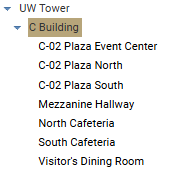 UW Tower
C Building
C-02 Plaza Event Center
C-02 Plaza North
C-02 Plaza South
Mezzanine Hallway
North Cafeteria
South Cafeteria
Visitor's Dining Room